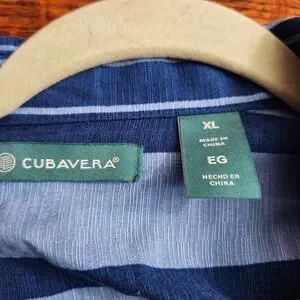 CUBAVERA®
XL
MADE IN
CHINA
EG
HECHO EN
CHINA